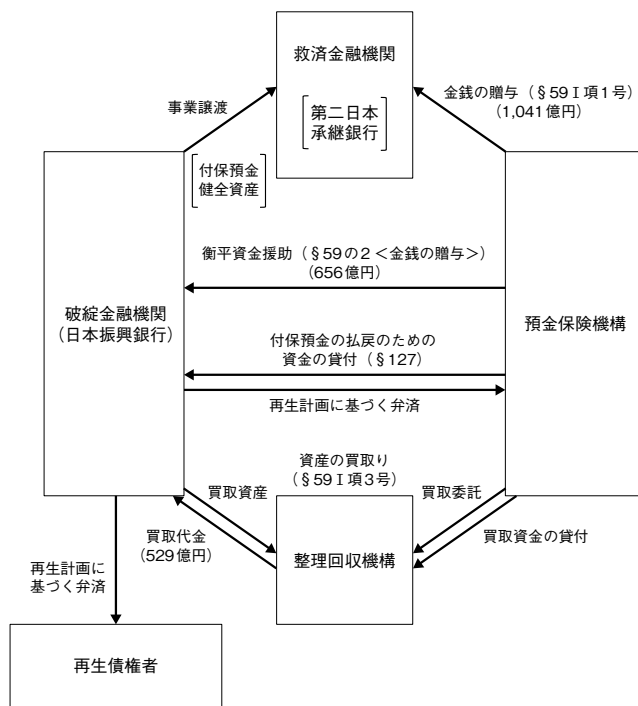 救済金融機関
第二日本
承継銀行
金銭の贈与（§59Ⅰ項1号）
（1,041億円）
事業譲渡
付保預金
健全資産
衡平資金援助（§59の2＜金銭の贈与＞）
（656億円）
破綻金融機関
（日本振興銀行）
預金保険機構
付保預金の払戻のための
資金の貸付（§127）
再生計画に基づく弁済
資産の買取り
（§59Ⅰ項3号）
買取資産
買取委託
買取代金
（529億円）
買取資金の貸付
整理回収機構
再生計画に
基づく弁済
再生債権者